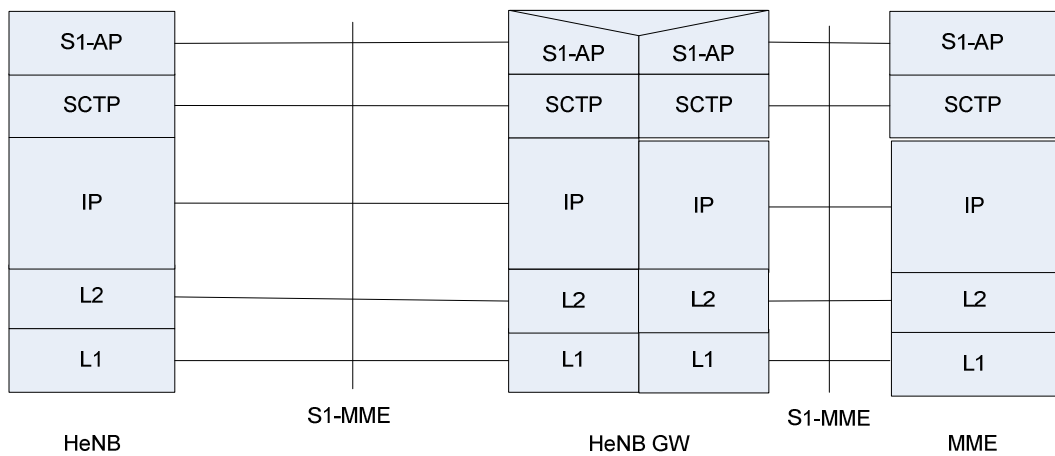 S1-AP
S1-AP S1-AP
S1-AP
SCTP
SCTP SCTP
SCTP
IP
IP IP
IP
L2
L2 L2
L2
L1
L1 L1
L1
S1-MME
S1-MME
HeNB
HeNB GW
MME